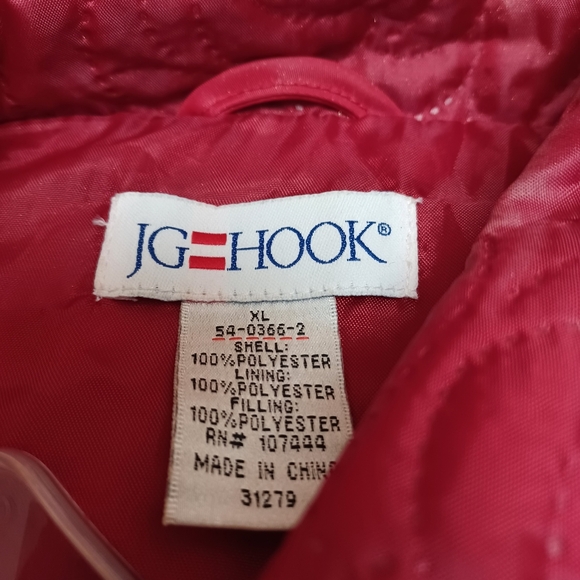 JG HOOK®
XL
54-0366-2
SHELL:
100%POLYESTER
LINING:
100%POLYESTER
FILLING:
100%POLYESTER
RN# 107444
MADE IN CHINA
31279